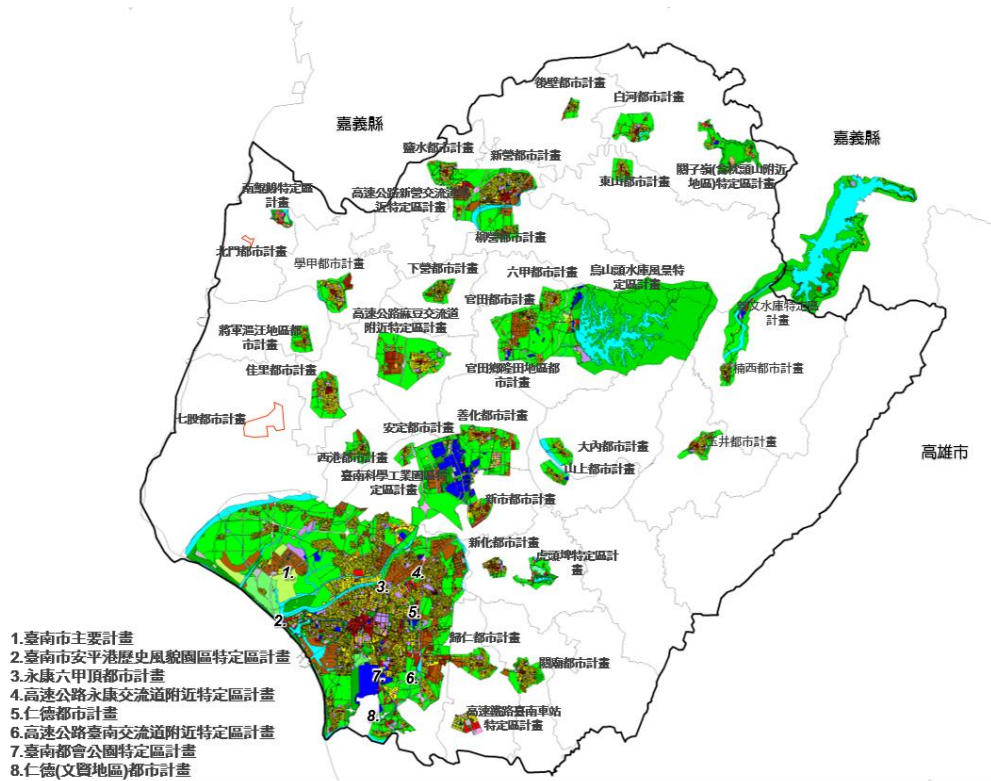 後壁都市計畫
白河都市計畫
嘉義縣
嘉義縣
鹽水都市計畫
新營都市計畫
關子嶺(含枕頭山附近
地區)特定區計畫
東山都市計畫
南鯤鯓特定區
計畫
高速公路新營交流道附
近特定區計畫
北門都市計畫
柳營都市計畫
學甲都市計畫
下營都市計畫
六甲都市計畫
烏山頭水庫風景特
定區計畫
官田都市計畫
曾文水庫特定區
計畫
高速公路麻豆交流道
附近特定區計畫
將軍漚汪地區都
市計畫
佳里都市計畫
官田鄉隆田地區都
市計畫
楠西都市計畫
七股都市計畫
善化都市計畫
安定都市計畫
大內都市計畫
玉井都市計畫
高雄市
西港都市計畫
山上都市計畫
臺南科學工業園區特
定區計畫
新市都市計畫
新化都市計畫
虎頭埤特定區計
畫
1.
2.
3.
4.
5.
6.
7.
8.
歸仁都市計畫
關廟都市計畫
高速鐵路臺南車站
特定區計畫
1.臺南市主要計畫
2.臺南市安平港歷史風貌園區特定區計畫
3.永康六甲頂都市計畫
4.高速公路永康交流道附近特定區計畫
5.仁德都市計畫
6.高速公路臺南交流道附近特定區計畫
7.臺南都會公園特定區計畫
8.仁德(文賢地區)都市計畫